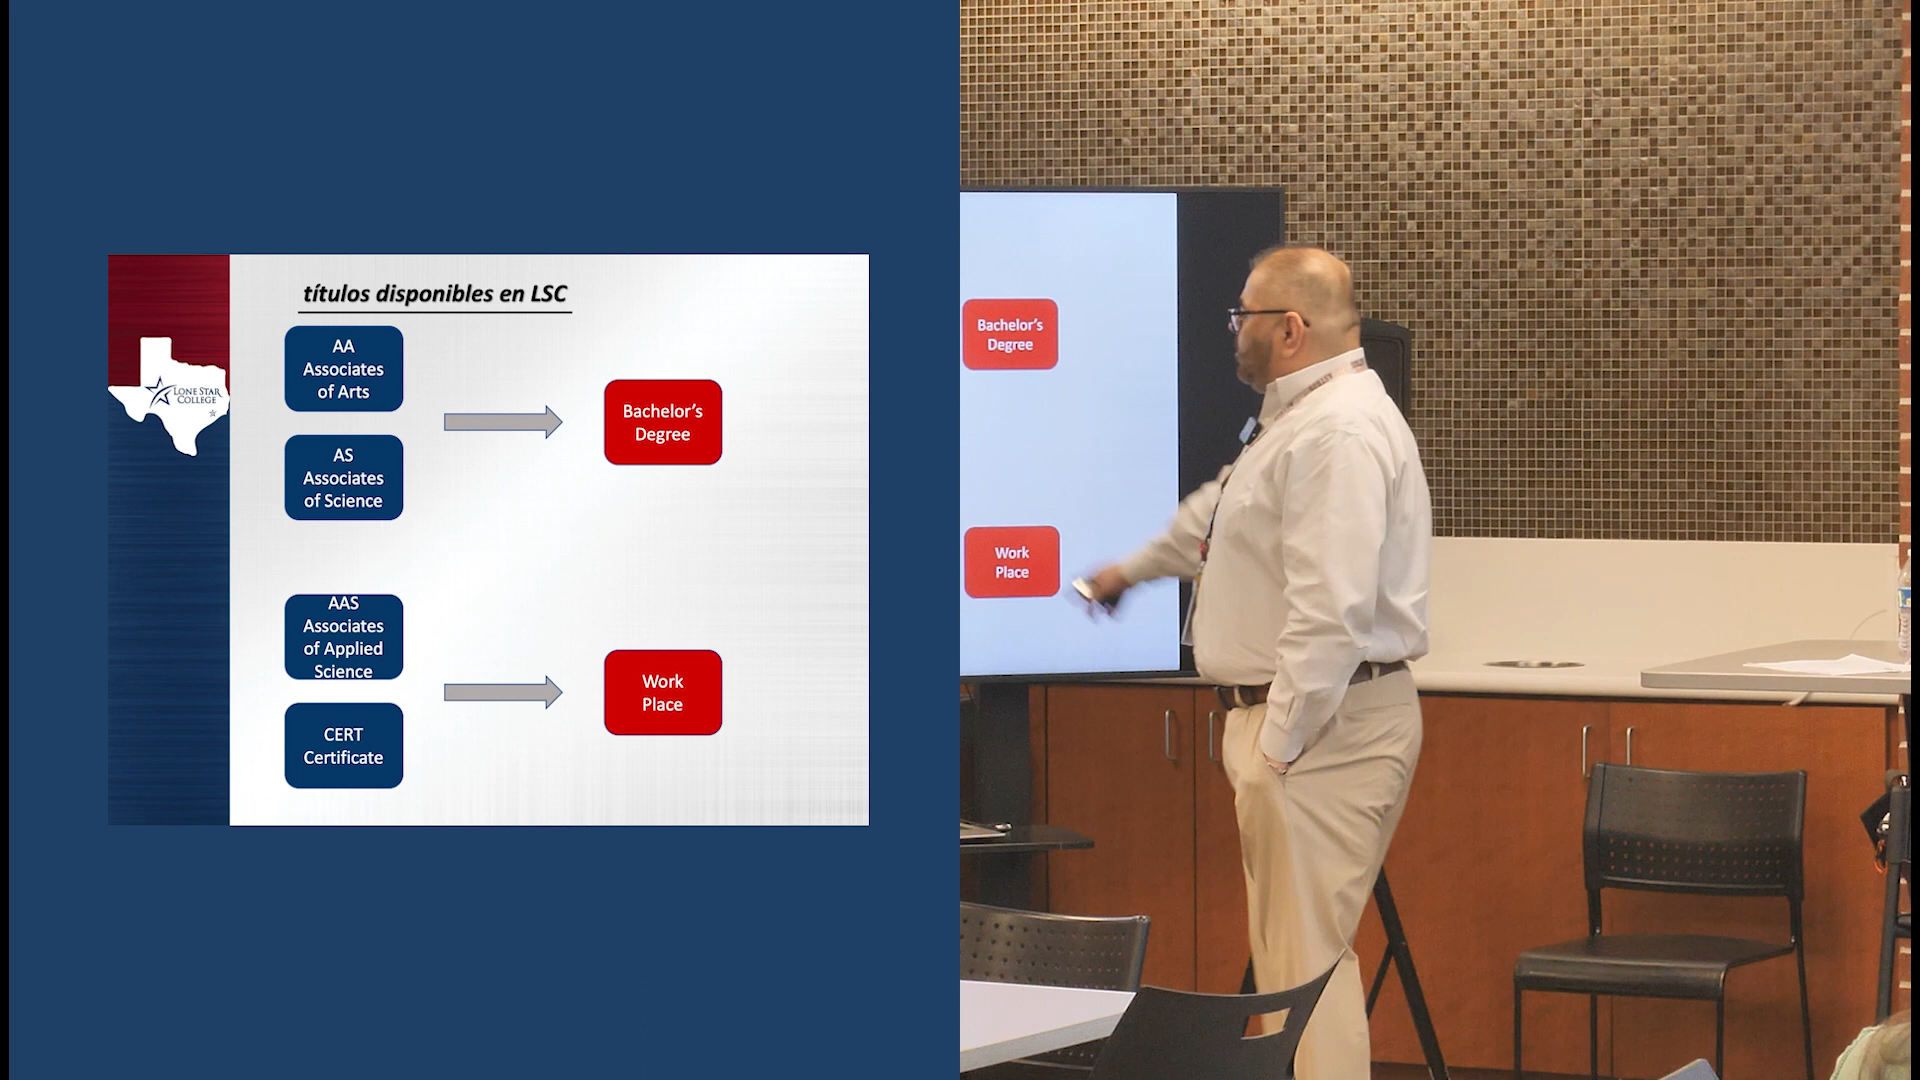 títulos disponibles en LSC
AA
Associates
of Arts
AS
Associates
of Science
Bachelor's
Degree
LONE STAR
COLLEGE
AAS
Associates
of Applied
Science
CERT
Certificate
Work
Place
Bachelor's
Degree
Work
Place